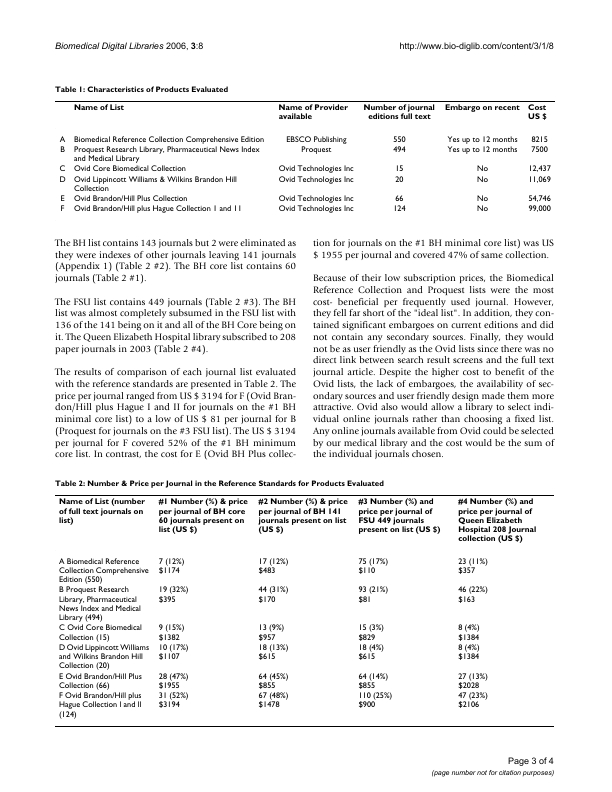 Biomedical Digital Libraries 2006, 3:8 http://www.bio-diglib.com/content/3/1/8
Table 1: Characteristics of Products Evaluated
Name of List Name of Provider available Number of journal editions full text Embargo on recent Cost US $
A Biomedical Reference Collection Comprehensive Edition EBSCO Publishing 550 Yes up to 12 months 8215
B Proquest Research Library, Pharmaceutical News Index and Medical Library Proquest 494 Yes up to 12 months 7500
C Ovid Core Biomedical Collection Ovid Technologies Inc 15 No 12,437
D Ovid Lippincott Williams & Wilkins Brandon Hill Collection Ovid Technologies Inc 20 No 11,069
E Ovid Brandon/Hill Plus Collection Ovid Technologies Inc 66 No 54,746
F Ovid Brandon/Hill plus Hague Collection 1 and 11 Ovid Technologies Inc 124 No 99,000
The BH list contains 143 journals but 2 were eliminated as
they were indexes of other journals leaving 141 journals
(Appendix 1) (Table 2 #2). The BH core list contains 60
journals (Table 2 #1).
The FSU list contains 449 journals (Table 2 #3). The BH
list was almost completely subsumed in the FSU list with
136 of the 141 being on it and all of the BH Core being on
it. The Queen Elizabeth Hospital library subscribed to 208
paper journals in 2003 (Table 2 #4).
The results of comparison of each journal list evaluated
with the reference standards are presented in Table 2. The
price per journal ranged from US $ 3194 for F (Ovid Bran-
don/Hill plus Hague I and II for journals on the #1 BH
minimal core list) to a low of US $ 81 per journal for B
(Proquest for journals on the #3 FSU list). The US $ 3194
per journal for F covered 52% of the #1 BH minimum
core list. In contrast, the cost for E (Ovid BH Plus collec-
tion for journals on the #1 BH minimal core list) was US
$ 1955 per journal and covered 47% of same collection.
Because of their low subscription prices, the Biomedical
Reference Collection and Proquest lists were the most
cost- beneficial per frequently used journal. However,
they fell far short of the "ideal list". In addition, they con-
tained significant embargoes on current editions and did
not contain any secondary sources. Finally, they would
not be as user friendly as the Ovid lists since there was no
direct link between search result screens and the full text
journal article. Despite the higher cost to benefit of the
Ovid lists, the lack of embargoes, the availability of sec-
ondary sources and user friendly design made them more
attractive. Ovid also would allow a library to select indi-
vidual online journals rather than choosing a fixed list.
Any online journals available from Ovid could be selected
by our medical library and the cost would be the sum of
the individual journals chosen.
Table 2: Number & Price per Journal in the Reference Standards for Products Evaluated
Name of List (number #1 Number (%) & price #2 Number (%) & price #3 Number (%) and #4 Number (%) and
of full text journals on per journal of BH core per journal of BH 141 price per journal of price per journal of
list) 60 journals present on journals present on list FSU 449 journals Queen Elizabeth
list (US $) (US $) present on list (US $) Hospital 208 Journal
collection (US $)
A Biomedical Reference 7 (12%) 17 (12%) 75 (17%) 23 (11%)
Collection Comprehensive $1174 $483 $110 $357
Edition (550)
B Proquest Research 19 (32%) 44 (31%) 93 (21%) 46 (22%)
Library, Pharmaceutical $395 $170 $81 $163
News Index and Medical
Library (494)
C Ovid Core Biomedical 9 (15%) 13 (9%) 15 (3%) 8 (4%)
Collection (15) $1382 $957 $829 $1384
D Ovid Lippincott Williams 10 (17%) 18 (13%) 18 (4%) 8 (4%)
and Wilkins Brandon Hill $1107 $615 $615 $1384
Collection (20)
E Ovid Brandon/Hill Plus 28 (47%) 64 (45%) 64 (14%) 27 (13%)
Collection (66) $1955 $855 $855 $2028
F Ovid Brandon/Hill plus 31 (52%) 67 (48%) 110 (25%) 47 (23%)
Hague Collection I and II $3194 $1478 $900 $2106
(124)
Page 3 of 4
(page number not for citation purposes)